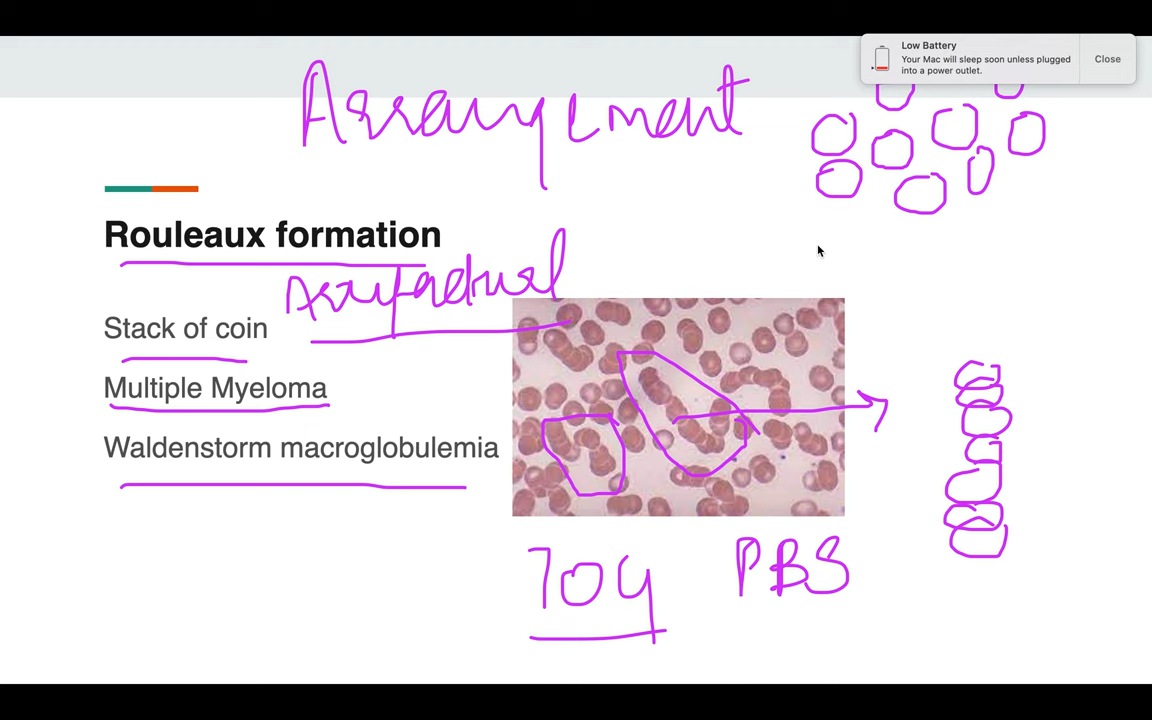 Low Battery
Your Mac will sleep soon unless plugged
into a power outlet.
Close
Arrangement
Rouleaux formation
Stack of coin
Multiple Myeloma
Waldenstorm macroglobulemia
70y PBS